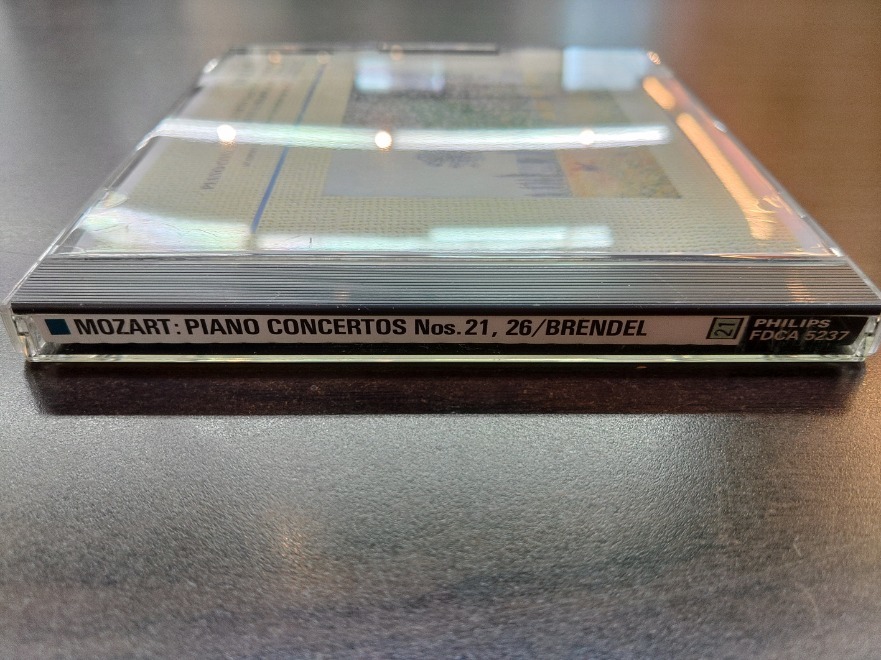 MOZART: PIANO CONCERTOS Nos.21, 26/BRENDEL
21
PHILIPS
FDCA 5237